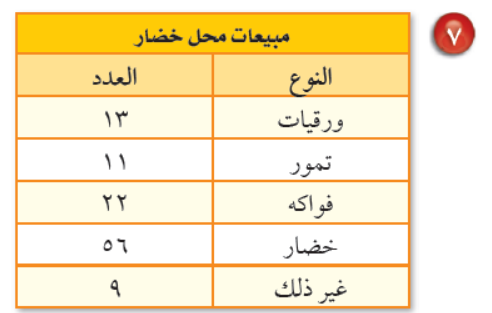 ٧
مبيعات محل خضار
النوع العدد
ورقيات ١٣
تمور ١١
فواكه ٢٢
خضار ٥٦
غير ذلك ٩